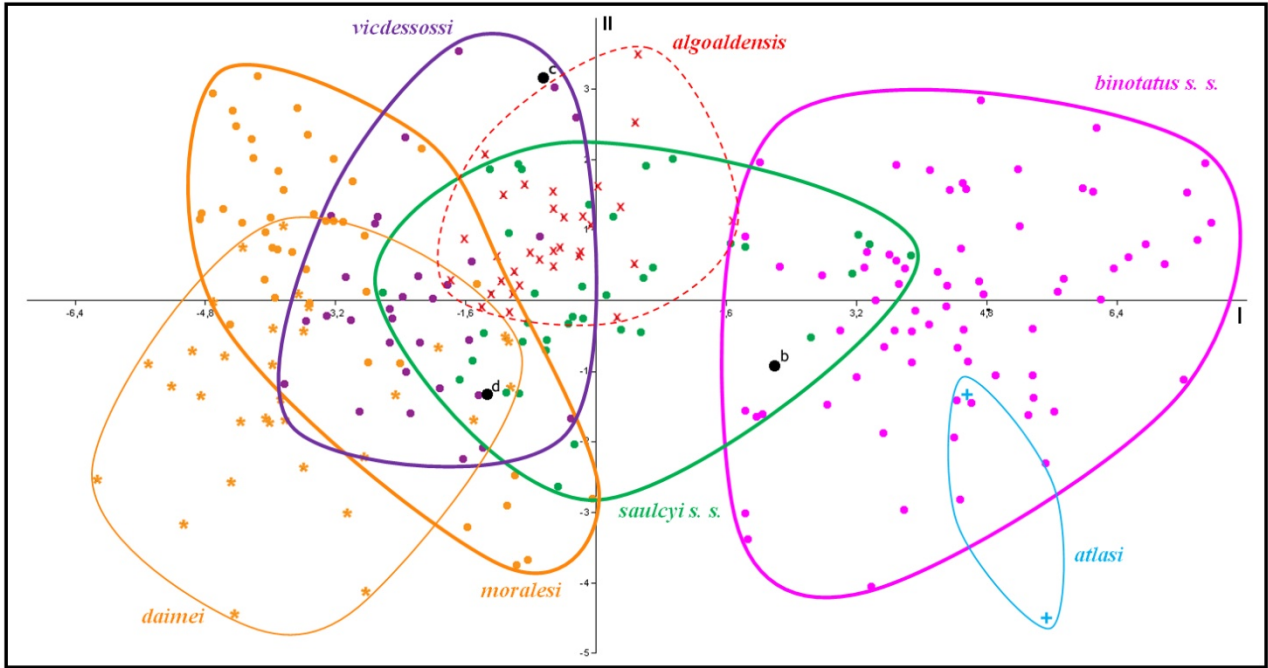 II
vicdessossi
algoaldensis
c
binotatus s. s.
3
2
1
-6,4
-4,8
-3,2
-1,6
1,6
3,2
4,8
6,4
I
b
-1
d
-2
saulcyi s. s.
-3
atlasi
-4
moralesi
daimei
-5